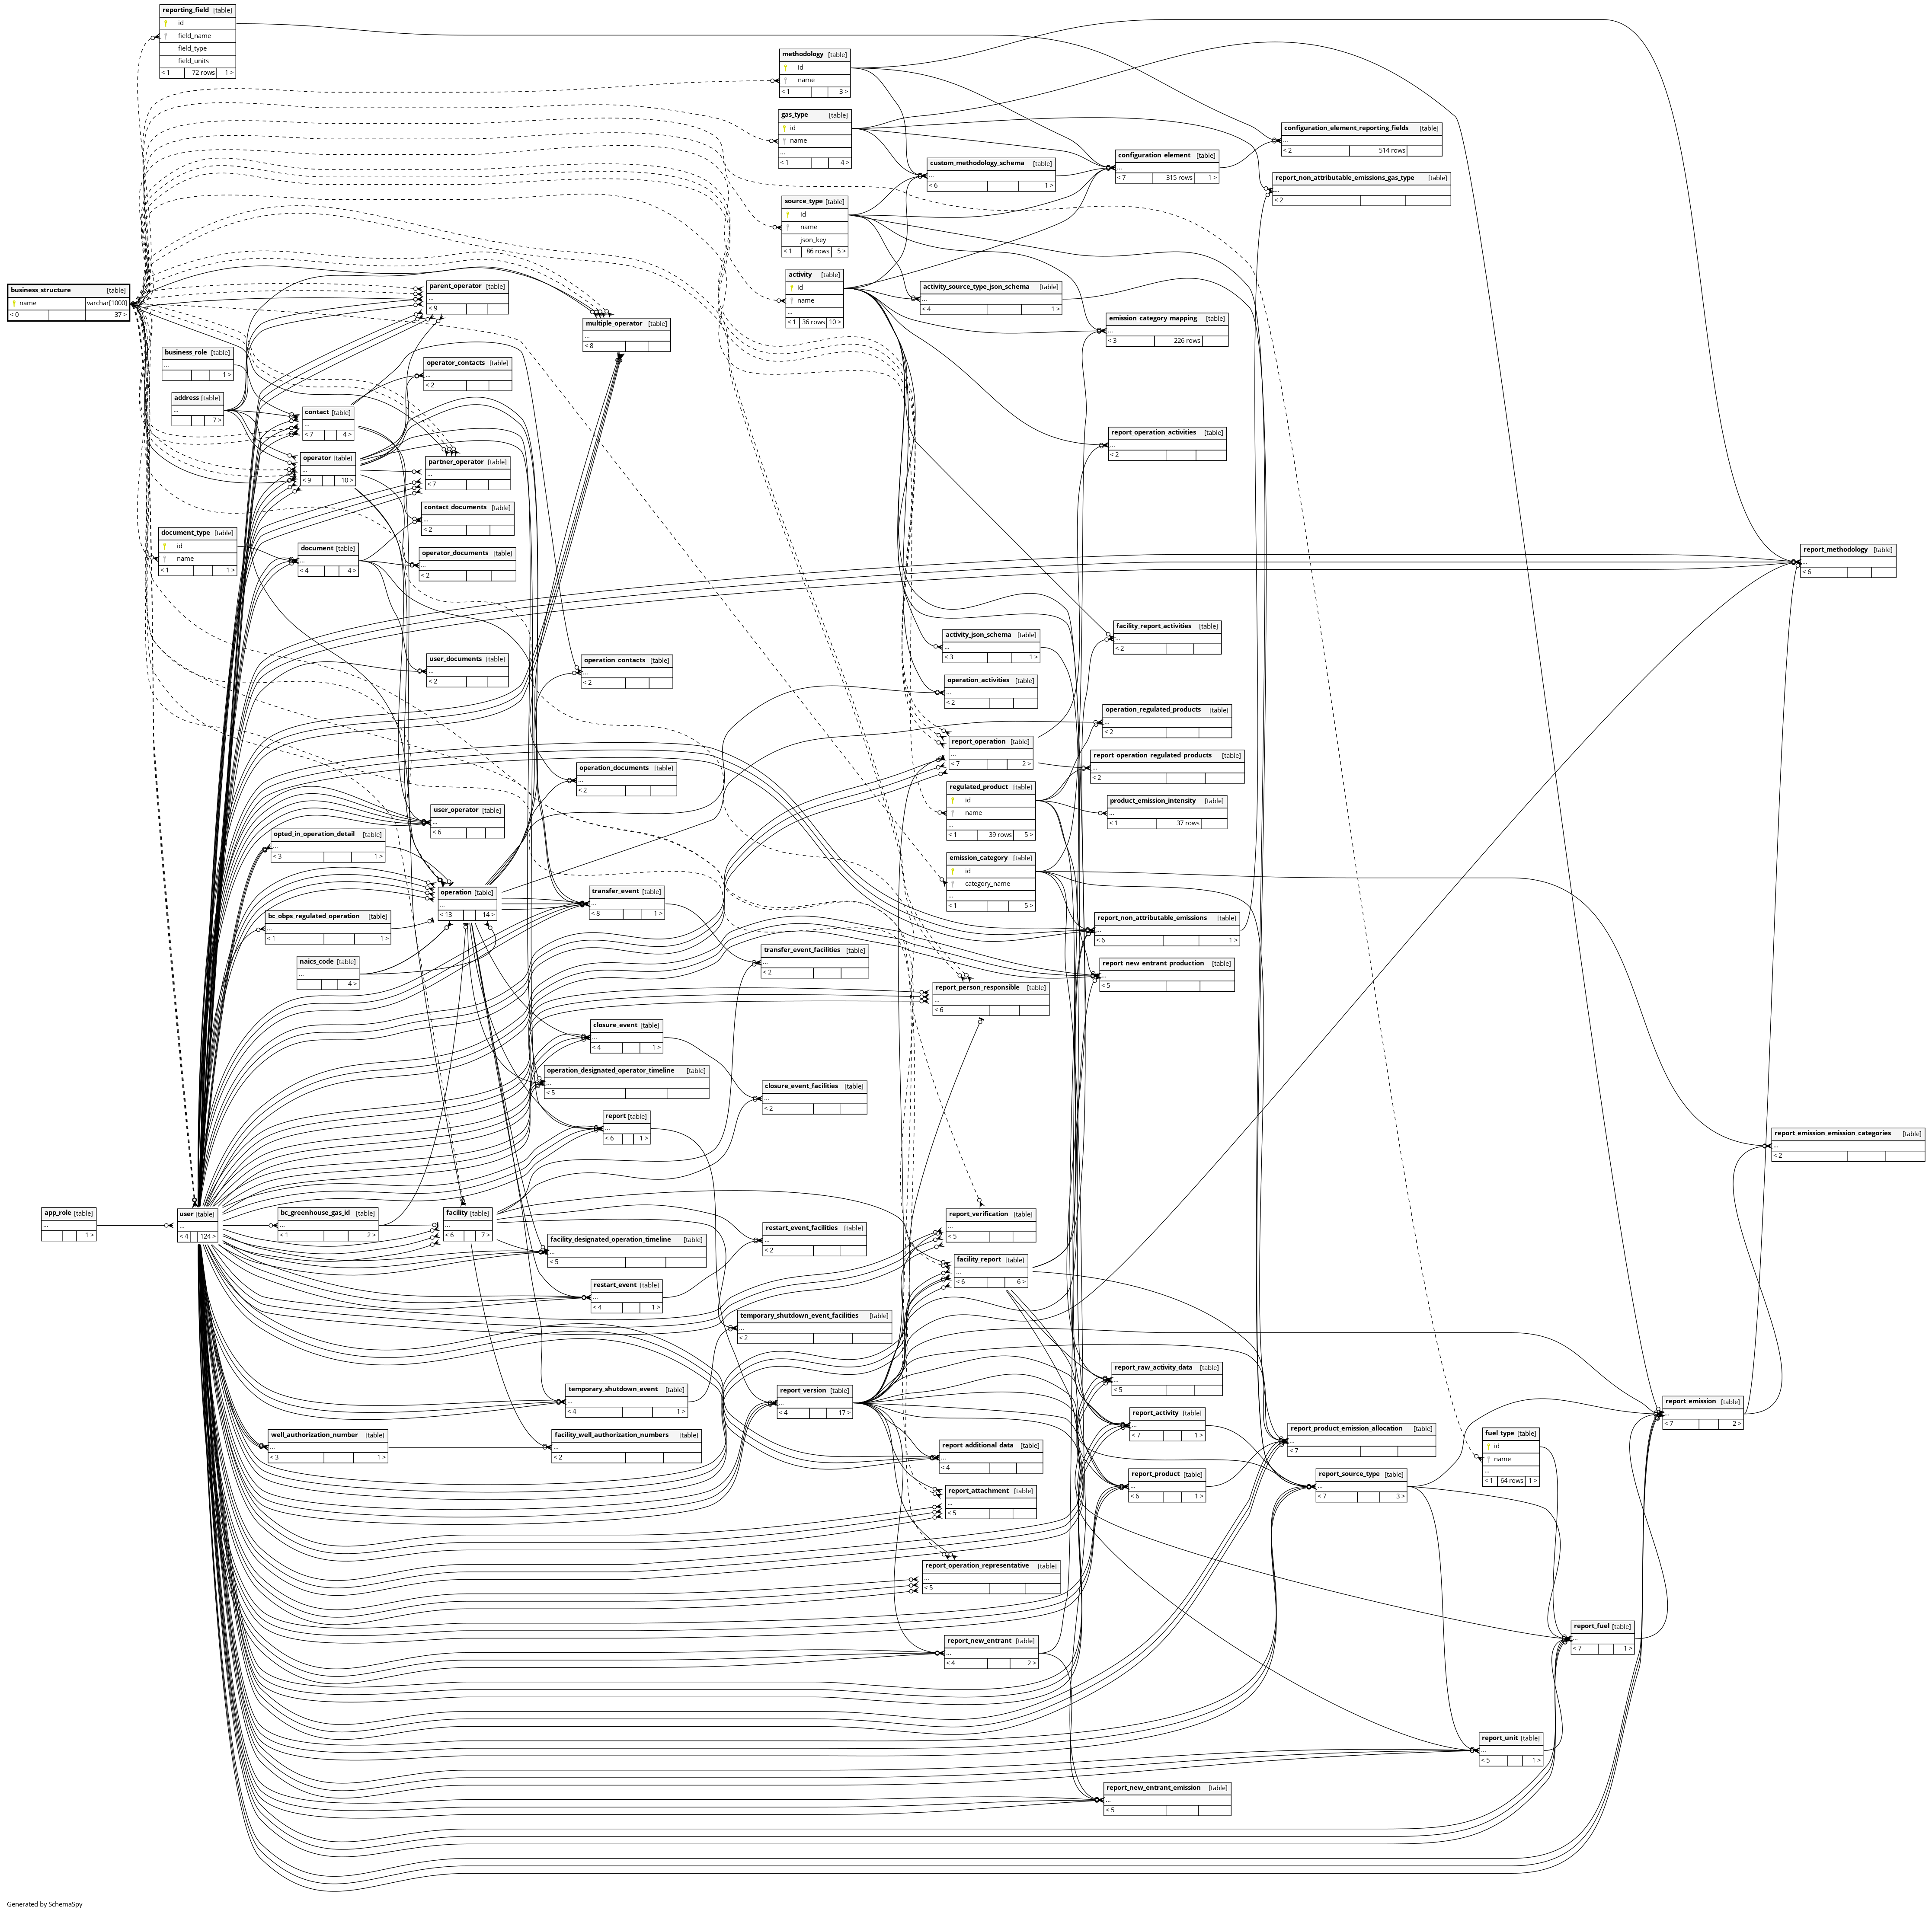 reporting_field [table]
id
field_name
field_type
field_units
< 1 72 rows 1 >
methodology [table]
id
name
< 1 3 >
gas_type [table]
id
name
...
< 1 4 >
configuration_element_reporting_fields [table]
...
< 2 514 rows
configuration_element [table]
...
< 7 315 rows 1 >
custom_methodology_schema [table]
...
< 6 1 >
report_non_attributable_emissions_gas_type [table]
...
< 2
source_type [table]
id
name
json_key
< 1 86 rows 5 >
activity [table]
id
name
...
< 1 36 rows 10 >
business_structure [table]
name varchar[1000]
< 0 37 >
parent_operator [table]
...
< 9
activity_source_type_json_schema [table]
...
< 4 1 >
multiple_operator [table]
...
< 8
emission_category_mapping [table]
...
< 3 226 rows
business_role [table]
...
1 >
operator_contacts [table]
...
< 2
address [table]
...
7 >
contact [table]
...
< 7 4 >
report_operation_activities [table]
...
< 2
operator [table]
...
< 9 10 >
partner_operator [table]
...
< 7
contact_documents [table]
...
< 2
document_type [table]
id
name
< 1 1 >
document [table]
...
< 4 4 >
operator_documents [table]
...
< 2
report_methodology [table]
...
< 6
facility_report_activities [table]
...
< 2
activity_json_schema [table]
...
< 3 1 >
user_documents [table]
...
< 2
operation_contacts [table]
...
< 2
operation_activities [table]
...
< 2
operation_regulated_products [table]
...
< 2
report_operation [table]
...
< 7 2 >
report_operation_regulated_products [table]
...
< 2
operation_documents [table]
...
< 2
regulated_product [table]
id
name
...
< 1 39 rows 5 >
product_emission_intensity [table]
...
< 1 37 rows
user_operator [table]
...
< 6
opted_in_operation_detail [table]
...
< 3 1 >
emission_category [table]
id
category_name
...
< 1 5 >
operation [table]
...
< 13 14 >
transfer_event [table]
...
< 8 1 >
bc_obps_regulated_operation [table]
...
< 1 1 >
report_non_attributable_emissions [table]
...
< 6 1 >
transfer_event_facilities [table]
...
< 2
naics_code [table]
...
4 >
report_new_entrant_production [table]
...
< 5
report_person_responsible [table]
...
< 6
closure_event [table]
...
< 4 1 >
operation_designated_operator_timeline [table]
...
< 5
closure_event_facilities [table]
...
< 2
report [table]
...
< 6 1 >
report_emission_emission_categories [table]
...
< 2
app_role [table]
...
1 >
user [table]
...
< 4 124 >
bc_greenhouse_gas_id [table]
...
< 1 2 >
facility [table]
...
< 6 7 >
report_verification [table]
...
< 5
restart_event_facilities [table]
...
< 2
facility_designated_operation_timeline [table]
...
< 5
facility_report [table]
...
< 6 6 >
restart_event [table]
...
< 4 1 >
temporary_shutdown_event_facilities [table]
...
< 2
report_raw_activity_data [table]
...
< 5
temporary_shutdown_event [table]
...
< 4 1 >
report_version [table]
...
< 4 17 >
report_emission [table]
...
< 7 2 >
report_activity [table]
...
< 7 1 >
report_product_emission_allocation [table]
...
< 7
well_authorization_number [table]
...
< 3 1 >
facility_well_authorization_numbers [table]
...
< 2
fuel_type [table]
id
name
...
< 1 64 rows 1 >
report_additional_data [table]
...
< 4
report_product [table]
...
< 6 1 >
report_source_type [table]
...
< 7 3 >
report_attachment [table]
...
< 5
report_operation_representative [table]
...
< 5
report_fuel [table]
...
< 7 1 >
report_new_entrant [table]
...
< 4 2 >
report_unit [table]
...
< 5 1 >
report_new_entrant_emission [table]
...
< 5
Generated by SchemaSpy